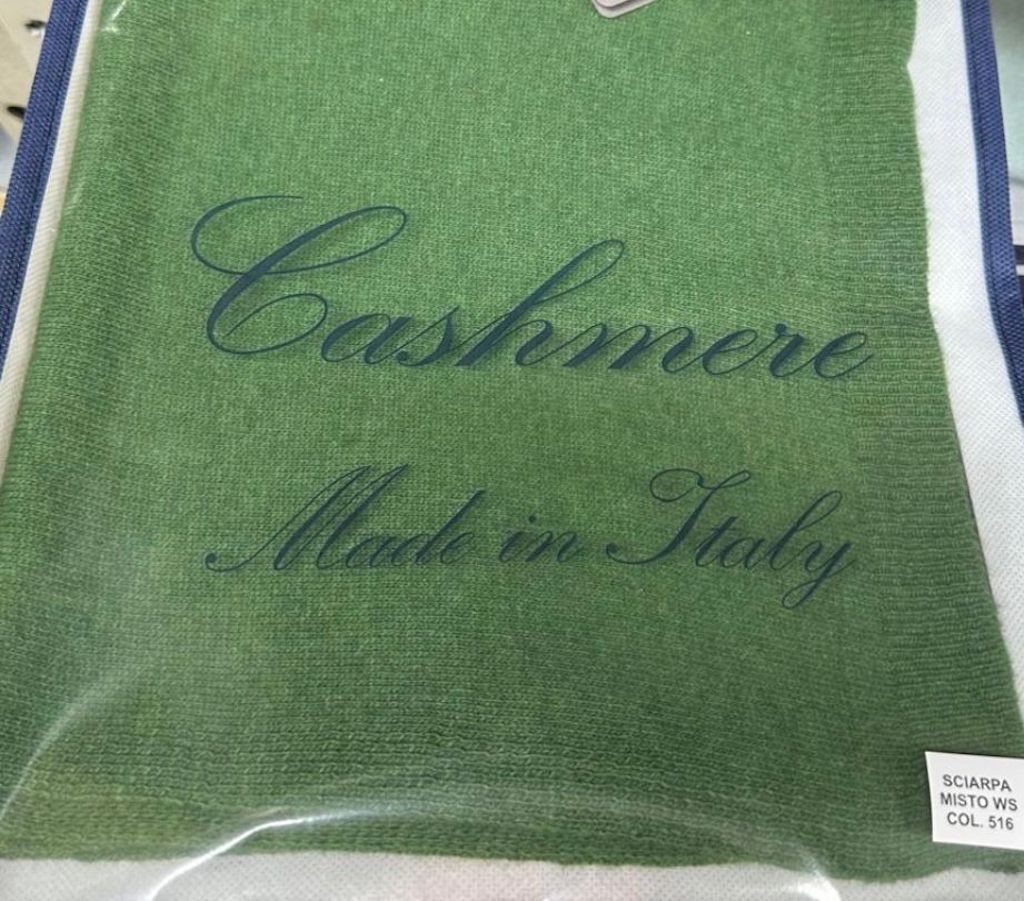 Cashmere
Made in Italy
SCIARPA
MISTO WS
COL. 516